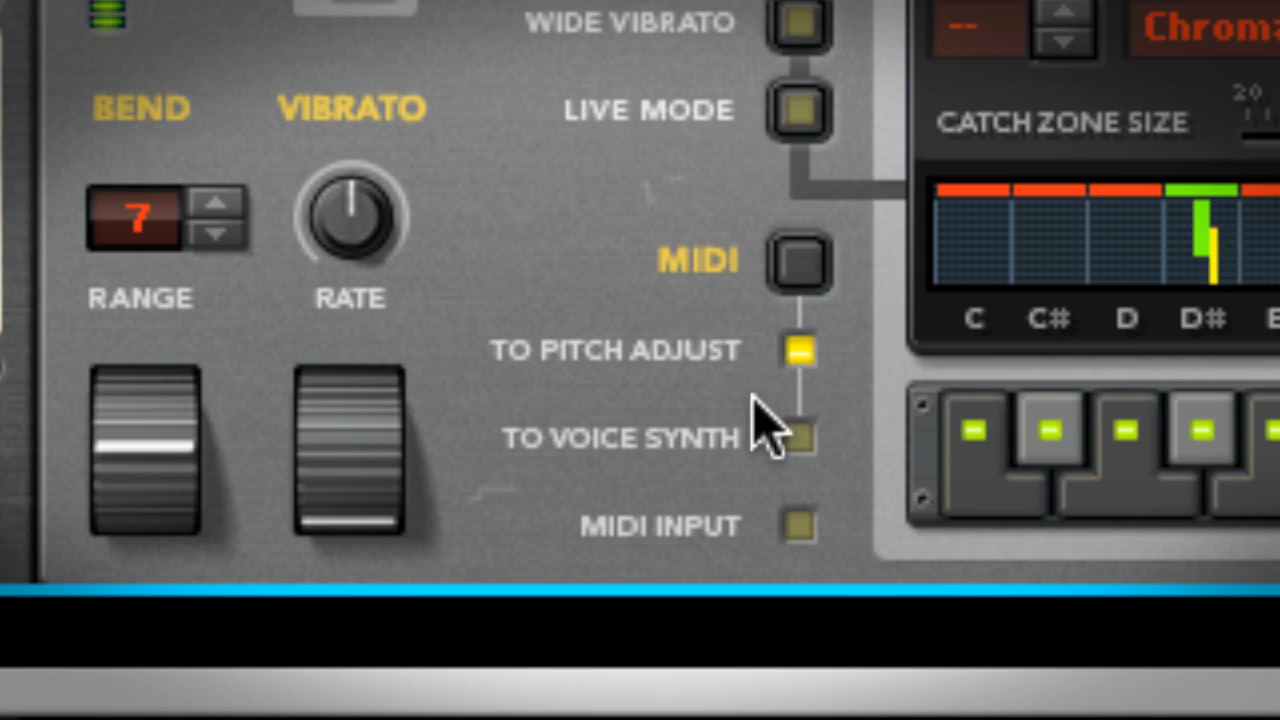 WIDE VIBRATO
--
BEND
VIBRATO
LIVE MODE
CATCH ZONE SIZE
20
7
MIDI
RANGE
RATE
C C# D D#
TO PITCH ADJUST
TO VOICE SYNTH
MIDI INPUT